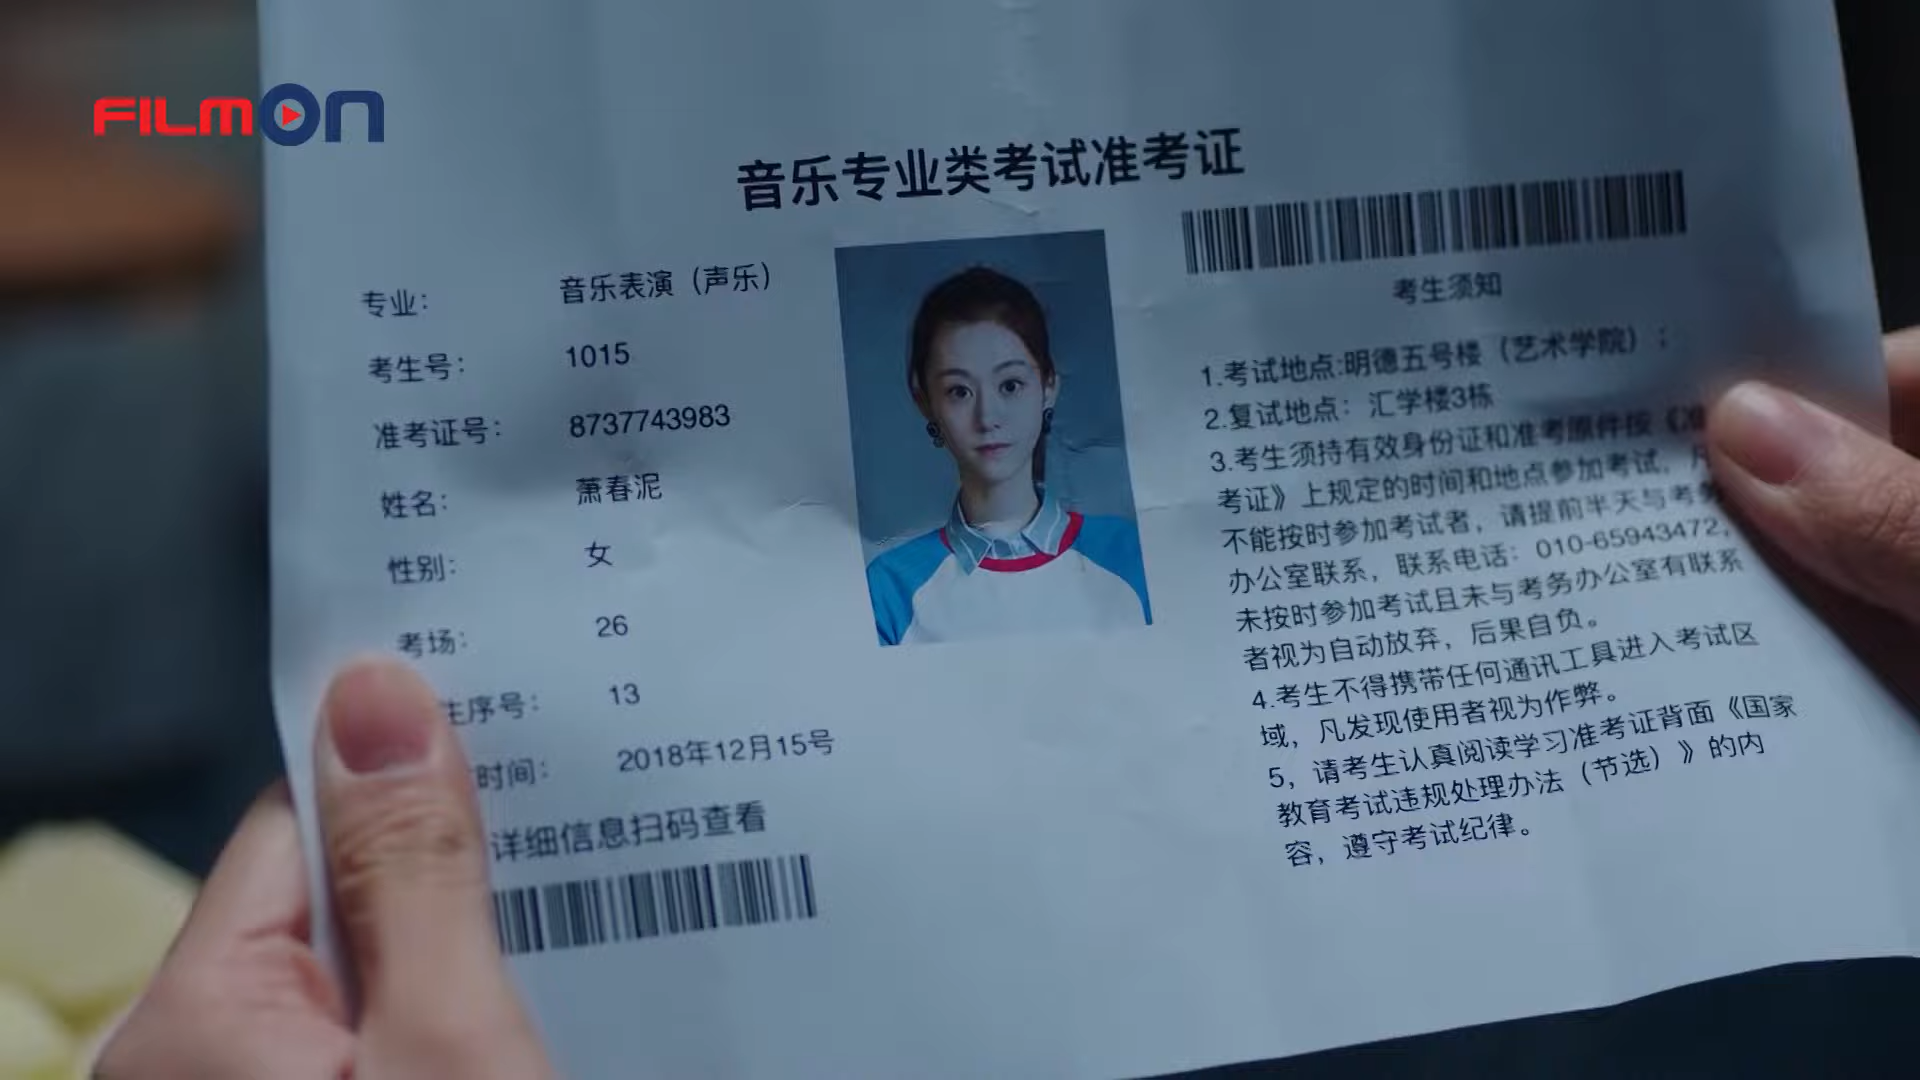 FILMON
音乐专业类考试准考证
专业： 音乐表演（声乐）
考生号： 1015
准考证号： 8737743983
姓名： 萧春泥
性别： 女
考场： 26
生序号： 13
时间： 2018年12月15号
详细信息扫码查看
考生须知
1.考试地点:明德五号楼（艺术学院）；
2.复试地点：汇学楼3栋
3.考生须持有效身份证和准考原件按《准
考证》上规定的时间和地点参加考试，凡
不能按时参加考试者，请提前半天与考务
办公室联系，联系电话：010-65943472，
未按时参加考试且未与考务办公室有联系
者视为自动放弃，后果自负。
4.考生不得携带任何通讯工具进入考试区
域，凡发现使用者视为作弊。
5，请考生认真阅读学习准考证背面《国家
教育考试违规处理办法（节选）》的内
容，遵守考试纪律。